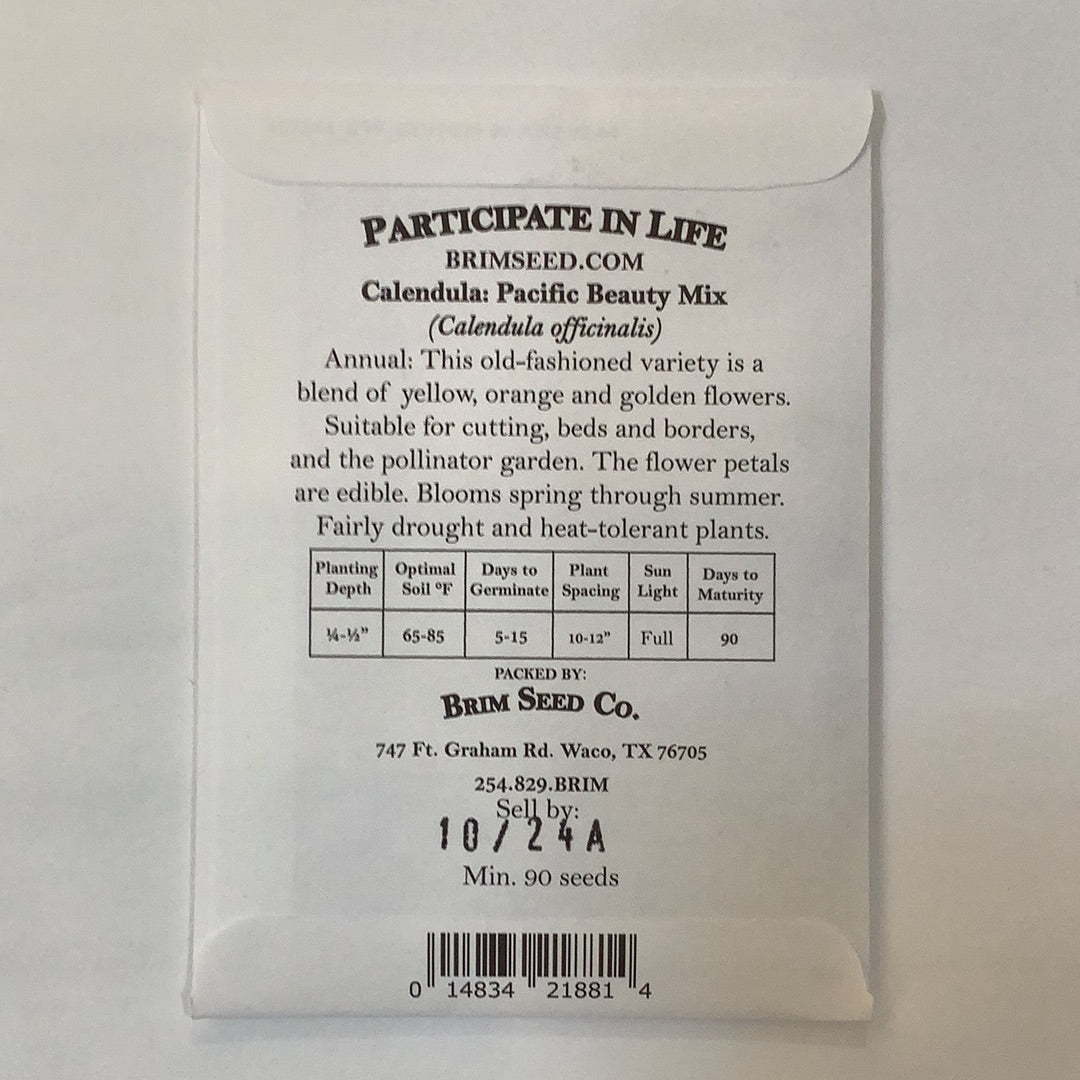 PARTICIPATE IN LIFE
BRIMSEED.COM
Calendula: Pacific Beauty Mix
(Calendula officinalis)
Annual: This old-fashioned variety is a
blend of yellow, orange and golden flowers.
Suitable for cutting, beds and borders,
and the pollinator garden. The flower petals
are edible. Blooms spring through summer.
Fairly drought and heat-tolerant plants.
Planting Depth Optimal Soil ºF Days to Germinate Plant Spacing Sun Light Days to Maturity
¼-½” 65-85 5-15 10-12” Full 90
PACKED BY:
BRIM SEED CO.
747 Ft. Graham Rd. Waco, TX 76705
254.829.BRIM
Sell by:
10/24A
Min. 90 seeds
0 14834 21881 4